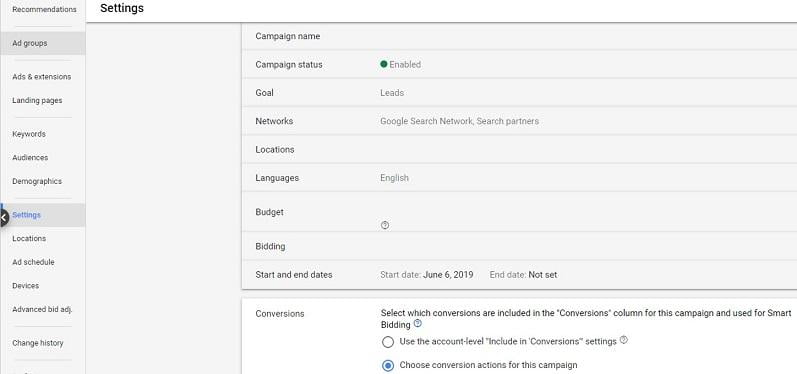 Settings
Recommendations
Ad groups
Ads & extensions
Landing pages
Keywords
Audiences
Demographics
Settings
Locations
Ad schedule
Devices
Advanced bid adj.
Change history
Campaign name
Campaign status Enabled
Goal Leads
Networks Google Search Network, Search partners
Locations
Languages English
Budget
Bidding
Start and end dates Start date: June 6, 2019 End date: Not set
Conversions Select which conversions are included in the "Conversions" column for this campaign and used for Smart
Bidding
Use the account-level "Include in 'Conversions'" settings
Choose conversion actions for this campaign